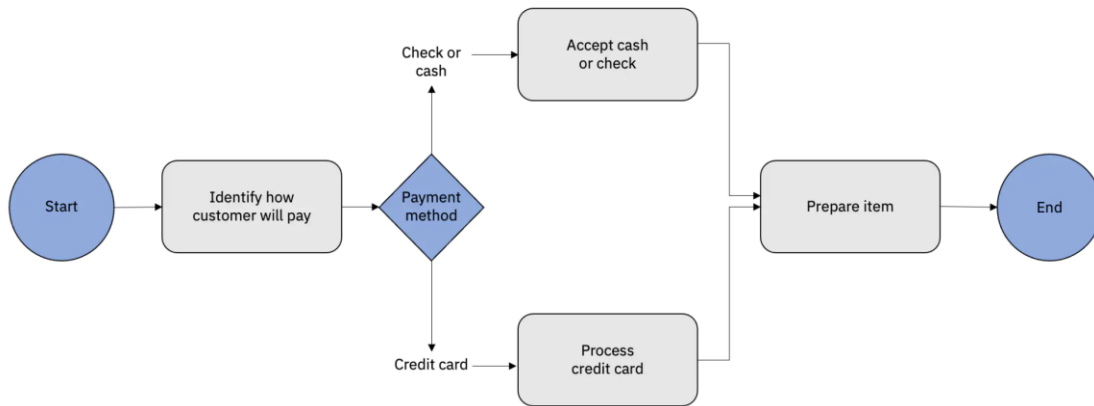 Start
Identify how
customer will pay
Payment
method
Check or
cash
Accept cash
or check
Credit card
Process
credit card
Prepare item
End